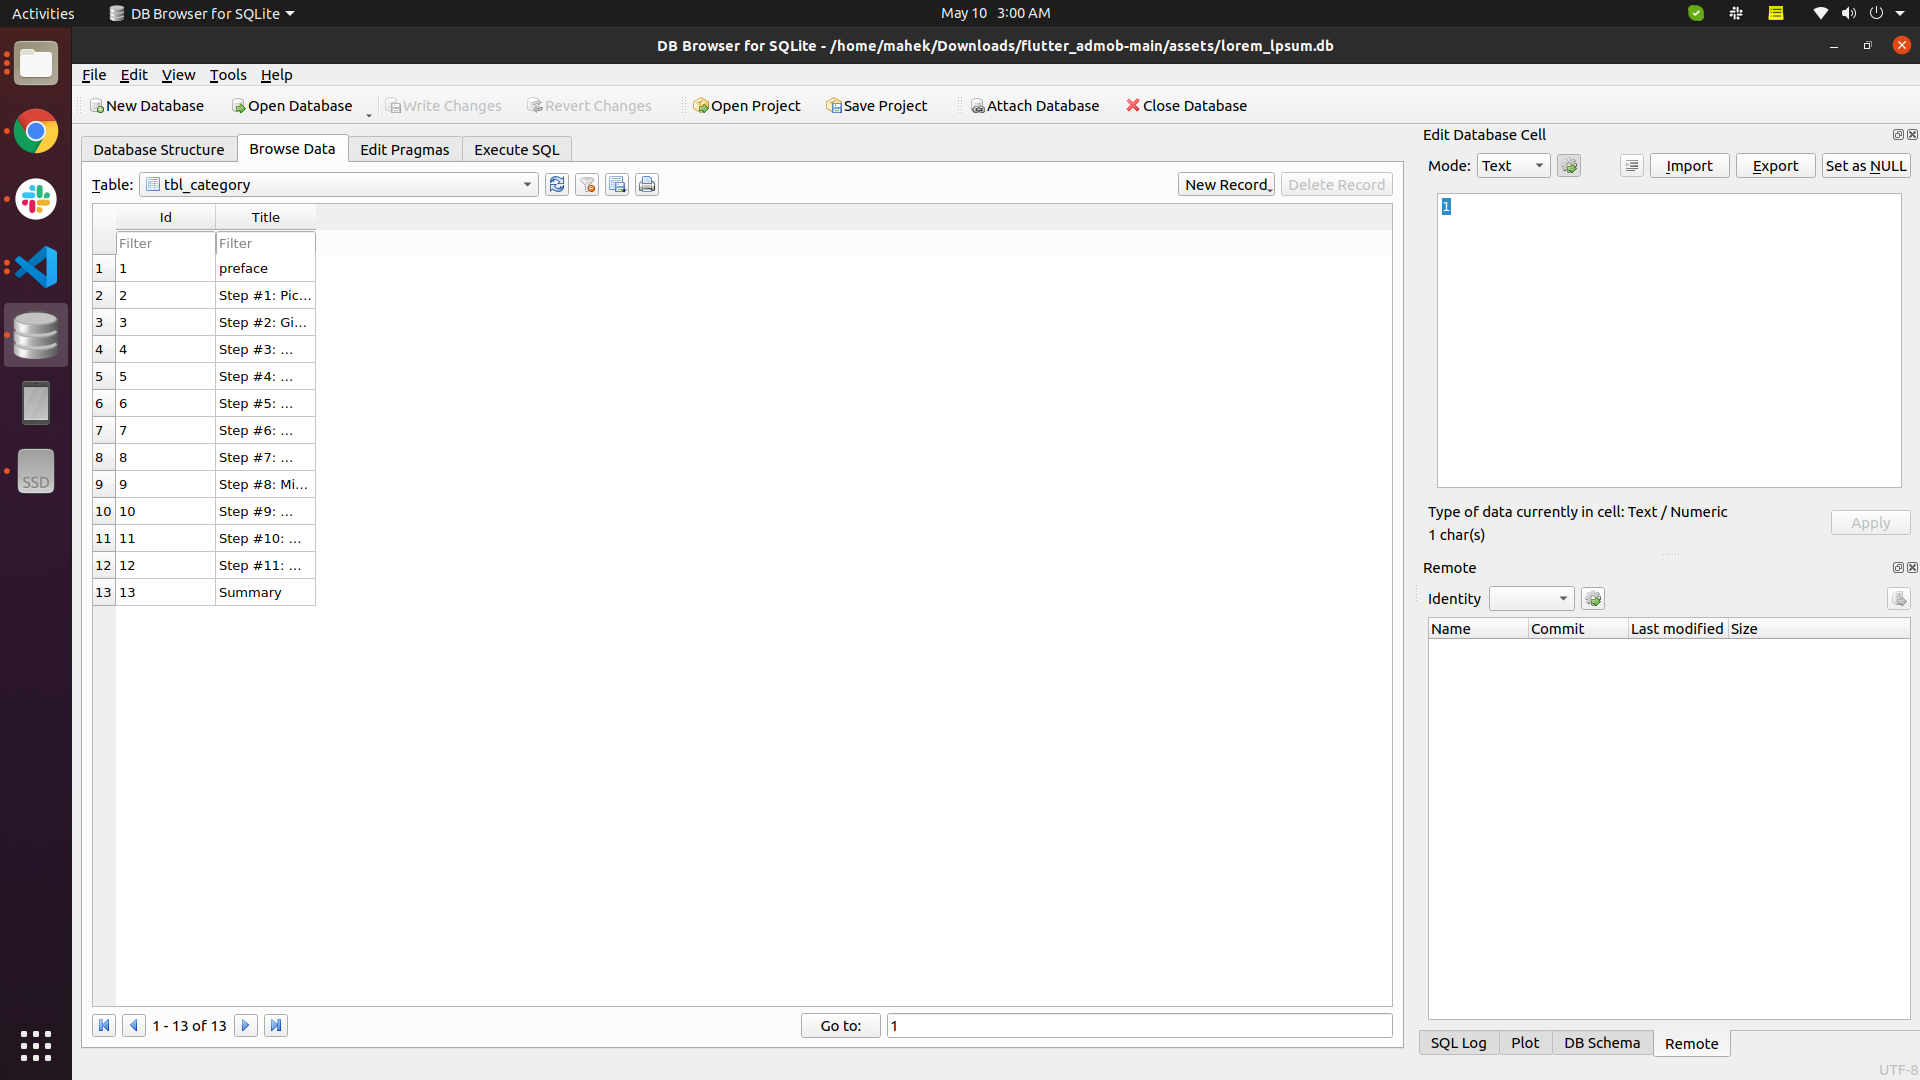 Activities DB Browser for SQLite May 10 3:00 AM
DB Browser for SQLite - /home/mahek/Downloads/flutter_admob-main/assets/lorem_lpsum.db
File Edit View Tools Help
New Database Open Database Write Changes Revert Changes Open Project Save Project Attach Database Close Database
Database Structure Browse Data Edit Pragmas Execute SQL
Table: tbl_category New Record Delete Record
Id Title
Filter Filter
1 1 preface
2 2 Step #1: Pic...
3 3 Step #2: Gi...
4 4 Step #3: ...
5 5 Step #4: ...
6 6 Step #5: ...
7 7 Step #6: ...
8 8 Step #7: ...
9 9 Step #8: Mi...
10 10 Step #9: ...
11 11 Step #10: ...
12 12 Step #11: ...
13 13 Summary
1 - 13 of 13 Go to: 1
Edit Database Cell
Mode: Text Import Export Set as NULL
1
Type of data currently in cell: Text / Numeric
1 char(s)
Apply
Remote
Identity
Name Commit Last modified Size
SQL Log Plot DB Schema Remote
UTF-8
SSD